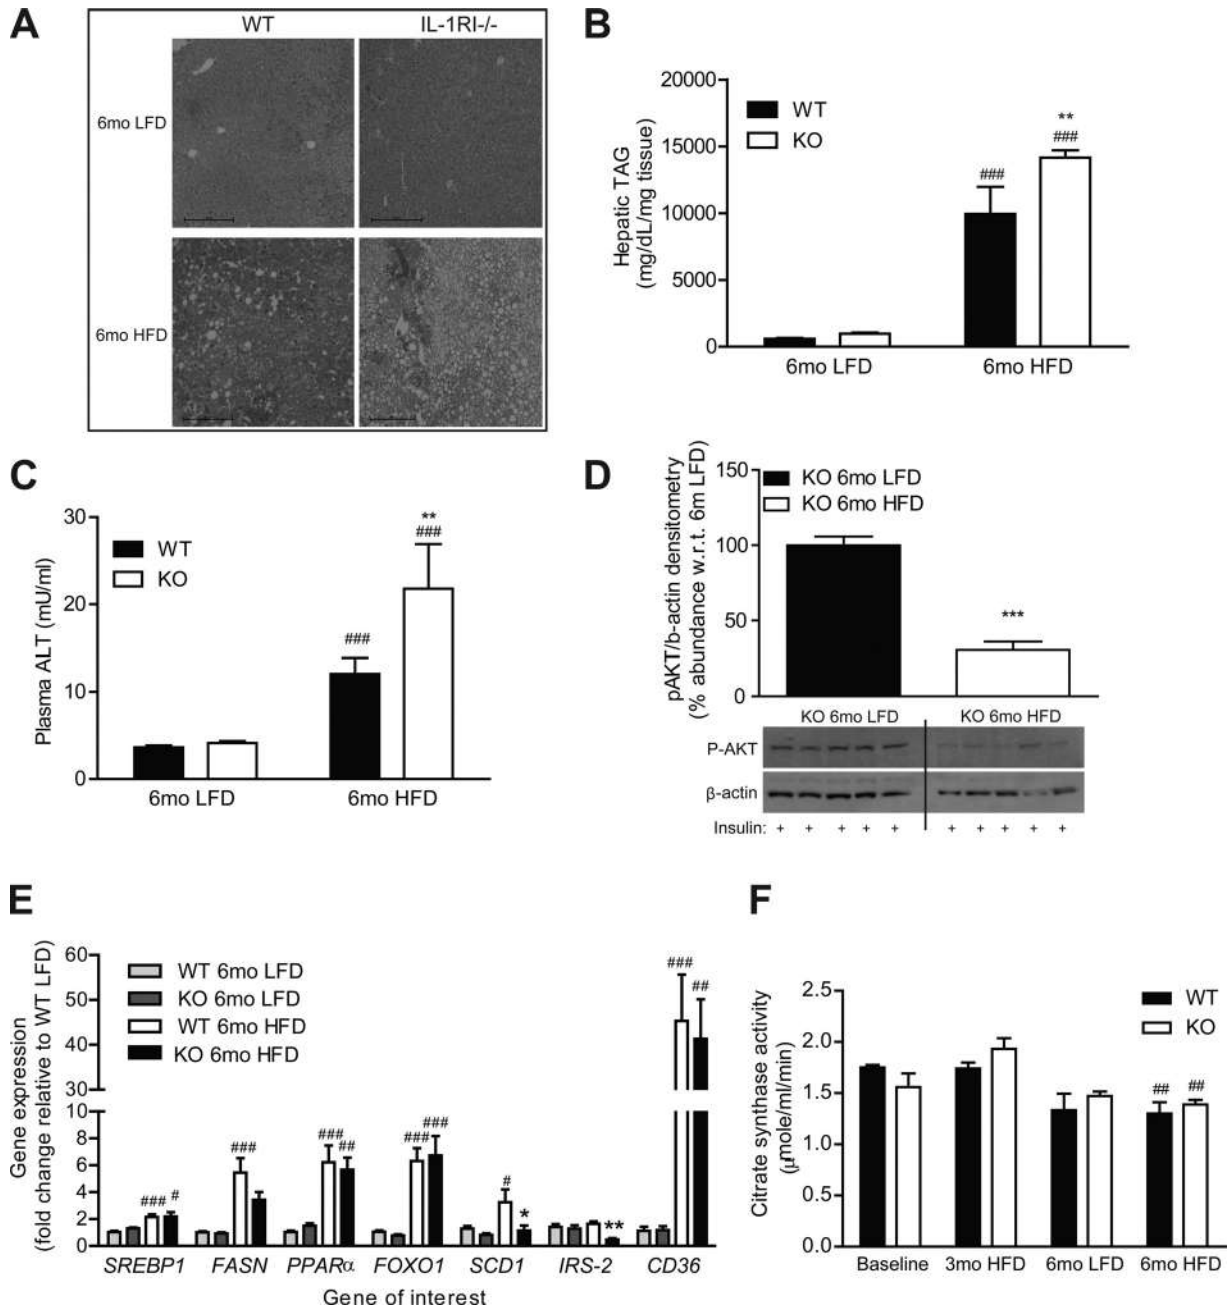 A
WT
IL-1RI-/-
6mo LFD
6mo HFD
B
Hepatic TAG
(mg/dL/mg tissue)
20000
15000
10000
5000
0
WT
KO
###
**
###
6mo LFD
6mo HFD
C
Plasma ALT (mU/ml)
30
20
10
0
WT
KO
###
**
###
6mo LFD
6mo HFD
D
pAKT/b-actin densitometry
(% abundance w.r.t. 6m LFD)
150
100
50
0
KO 6mo LFD
KO 6mo HFD
***
KO 6mo LFD
KO 6mo HFD
P-AKT
β-actin
Insulin: + + + + + + + + + +
E
Gene expression
(fold change relative to WT LFD)
60
50
40
30
8
6
4
2
0
WT 6mo LFD
KO 6mo LFD
WT 6mo HFD
KO 6mo HFD
### #
###
### ##
### ###
# *
**
### ##
SREBP1 FASN PPARα FOXO1 SCD1 IRS-2 CD36
Gene of interest
F
Citrate synthase activity
(μmole/ml/min)
2.5
2.0
1.5
1.0
0.5
0.0
WT
KO
## ##
Baseline 3mo HFD 6mo LFD 6mo HFD